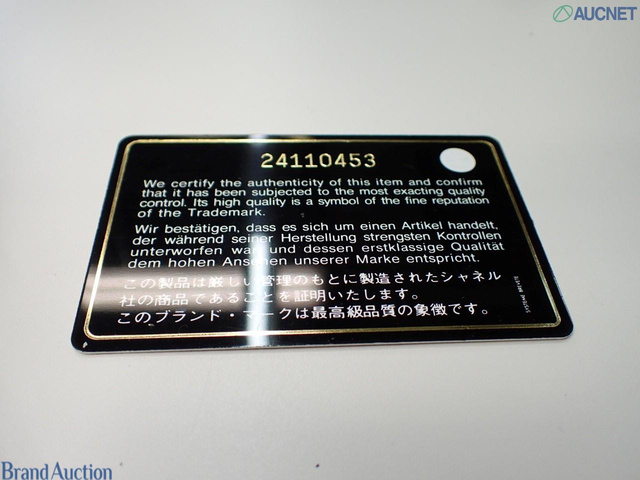 AUCNET
24110453
We certify the authenticity of this item and confirm
that it has been subjected to the most exacting quality
control. Its high quality is a symbol of the fine reputation
of the Trademark.
Wir bestätigen, dass es sich um einen Artikel handelt,
der während seiner Herstellung strengsten Kontrollen
unterworfen war und dessen erstklassige Qualität
dem hohen Ansehen unserer Marke entspricht.
この製品は厳しい管理のもとに製造されたシャネル
社の商品であることを証明いたします。
このブランド・マークは最高級品質の象徴です。
Brand Auction